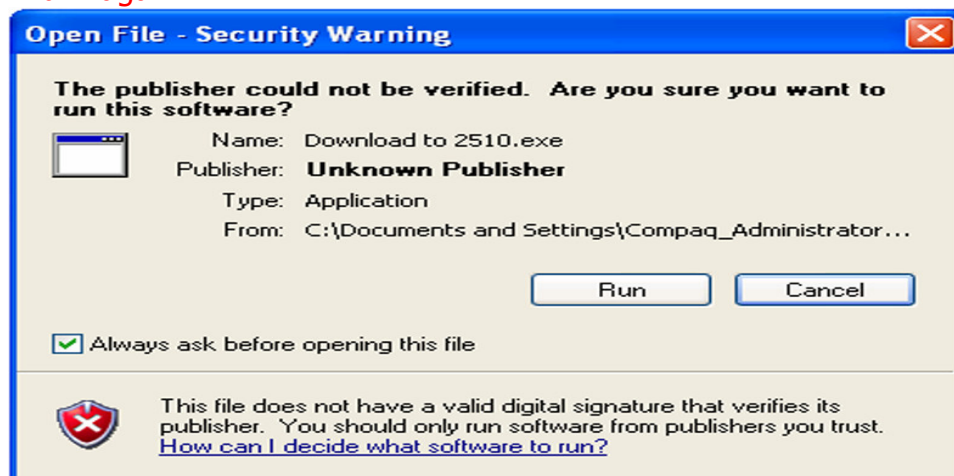 Open File - Security Warning
The publisher could not be verified. Are you sure you want to
run this software?
Name: Download to 2510.exe
Publisher: Unknown Publisher
Type: Application
From: C:\Documents and Settings\Compaq_Administrator...
Run Cancel
Always ask before opening this file
This file does not have a valid digital signature that verifies its
publisher. You should only run software from publishers you trust.
How can I decide what software to run?